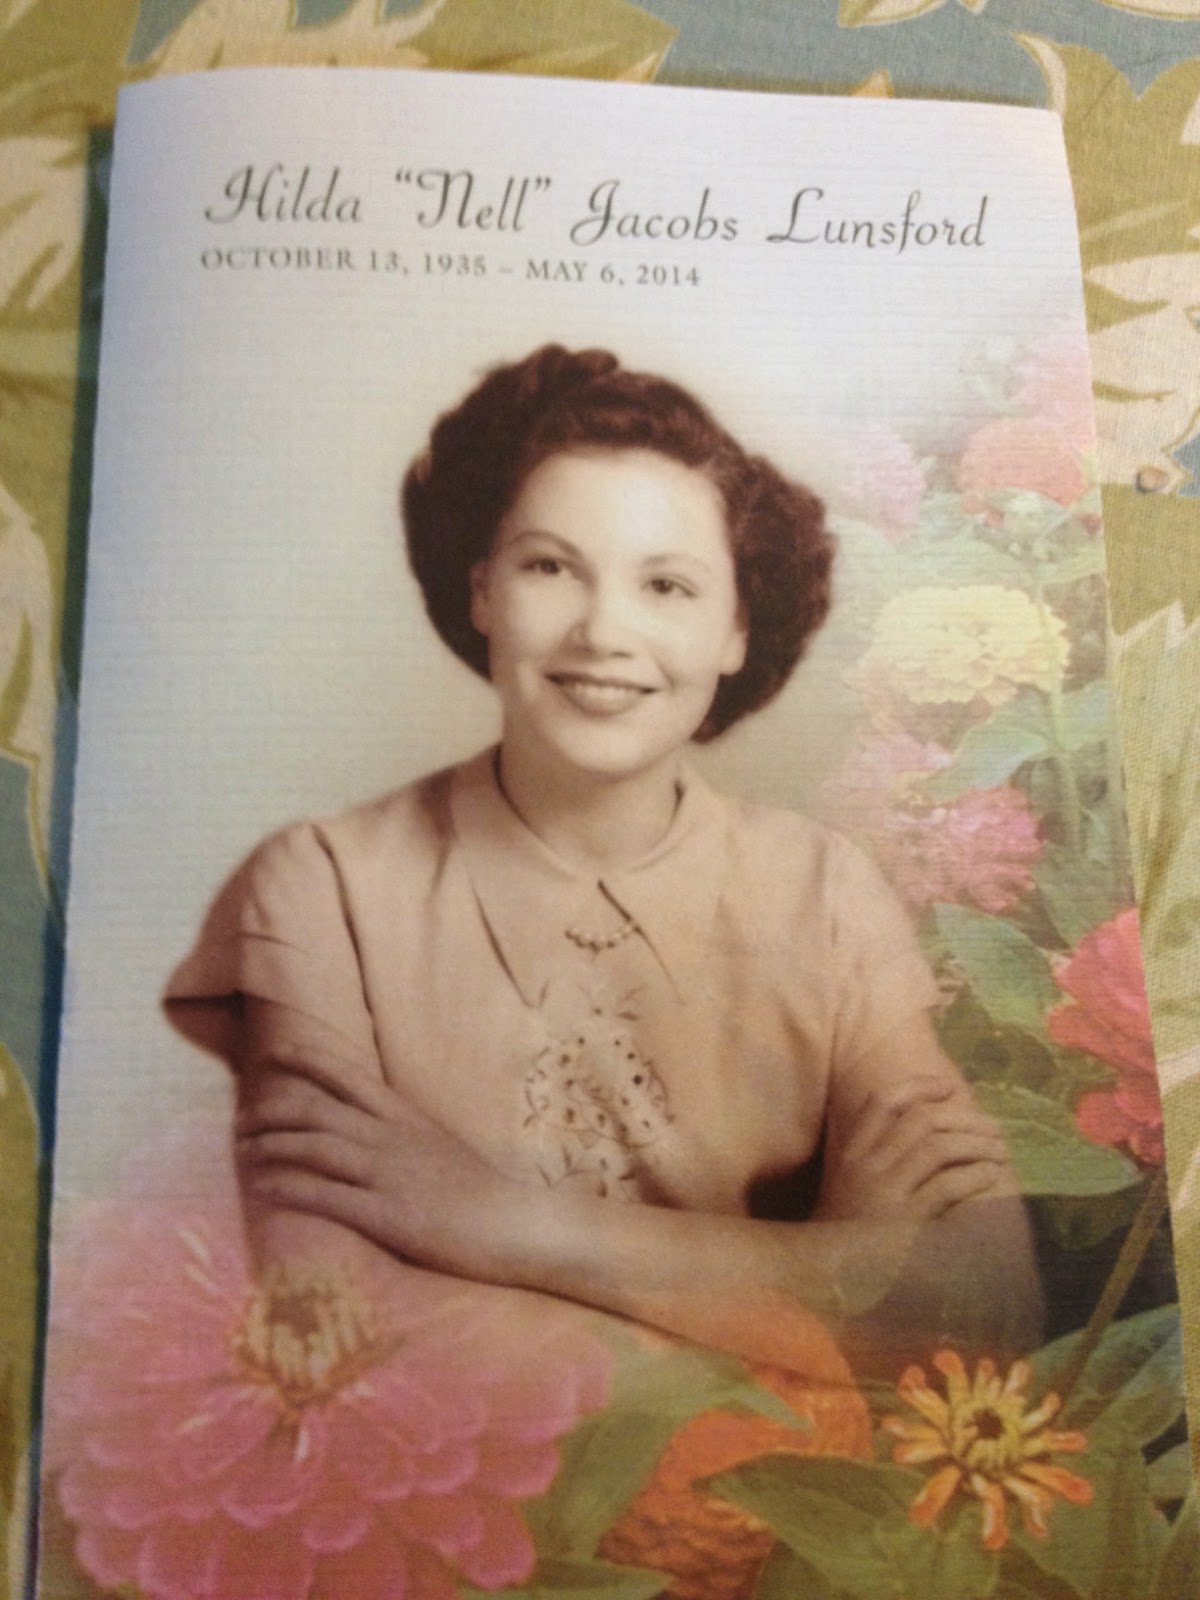 Hilda “Nell” Jacobs Lunsford
OCTOBER 13, 1935 – MAY 6, 2014